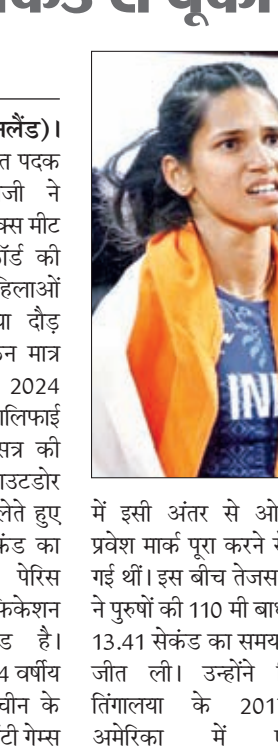 से चूकी
लैंड)।
पदक
जी ने
क्स मीट
ॉर्ड की
हिलाओं
दौड़
मात्र
2024
ालिफाई
सत्र की
उटडोर
लेते हुए
कंड का
पेरिस
फिकेशन
है।
4 वर्षीय
चीन के
टी गेम्स
IN
में इसी अंतर से ओ
प्रवेश मार्क पूरा करने से
गई थीं। इस बीच तेजस
ने पुरुषों की 110 मी बाध
13.41 सेकंड का समय
जीत ली। उन्होंने
तिंगालया के 201
अमेरिका में